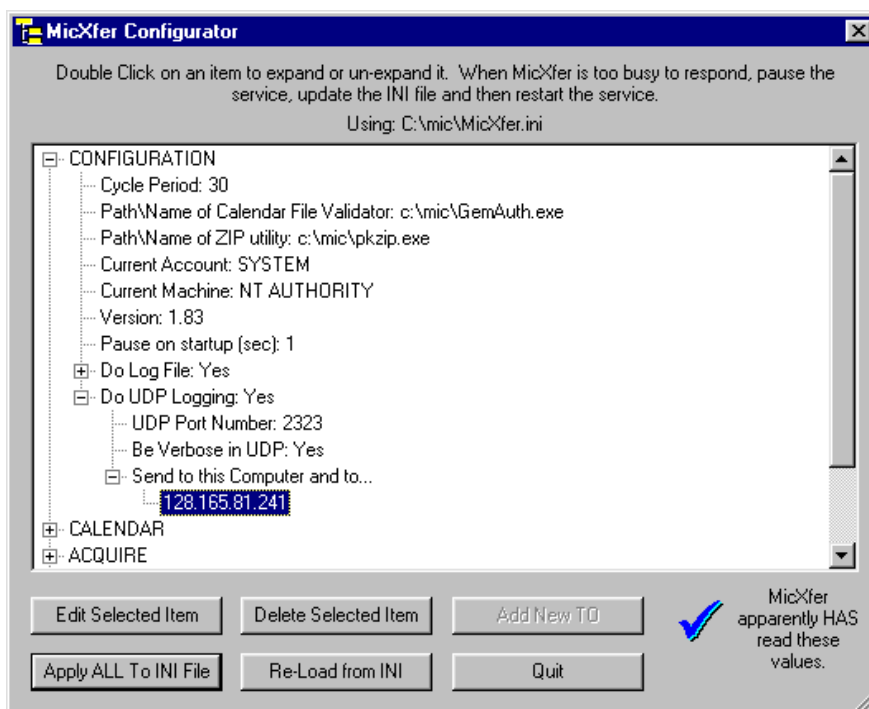 MicXfer Configurator
Double Click on an item to expand or un-expand it. When MicXfer is too busy to respond, pause the
service, update the INI file and then restart the service.
Using: C:\mic\MicXfer.ini
CONFIGURATION
Cycle Period: 30
Path\Name of Calendar File Validator: c:\mic\GemAuth.exe
Path\Name of ZIP utility: c:\mic\pkzip.exe
Current Account: SYSTEM
Current Machine: NT AUTHORITY
Version: 1.83
Pause on startup (sec): 1
Do Log File: Yes
Do UDP Logging: Yes
UDP Port Number: 2323
Be Verbose in UDP: Yes
Send to this Computer and to...
128.165.81.241
CALENDAR
ACQUIRE
Edit Selected Item
Delete Selected Item
Add New TO
Apply ALL To INI File
Re-Load from INI
Quit
MicXfer
apparently HAS
read these
values.